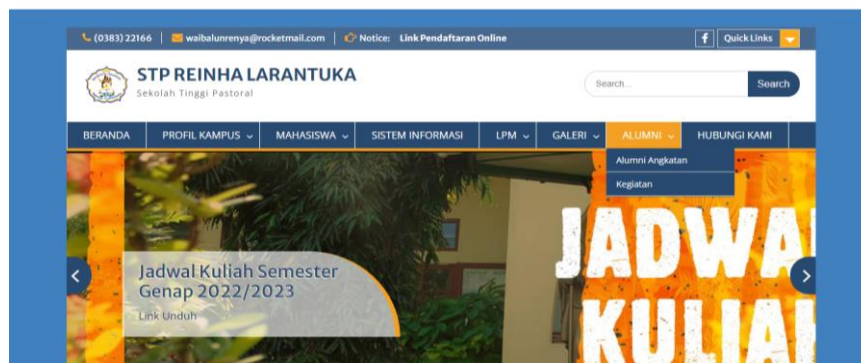 (0383) 22166 waibalunrenya@rocketmail.com Notice: Link Pendaftaran Online Quick Links
STP REINHA LARANTUKA
Sekolah Tinggi Pastoral
Search... Search
BERANDA PROFIL KAMPUS MAHASISWA SISTEM INFORMASI LPM GALERI ALUMNI HUBUNGI KAMI
Alumni Angkatan
Kegiatan
Jadwal Kuliah Semester
Genap 2022/2023
Link Unduh
JADWA
KULIAH